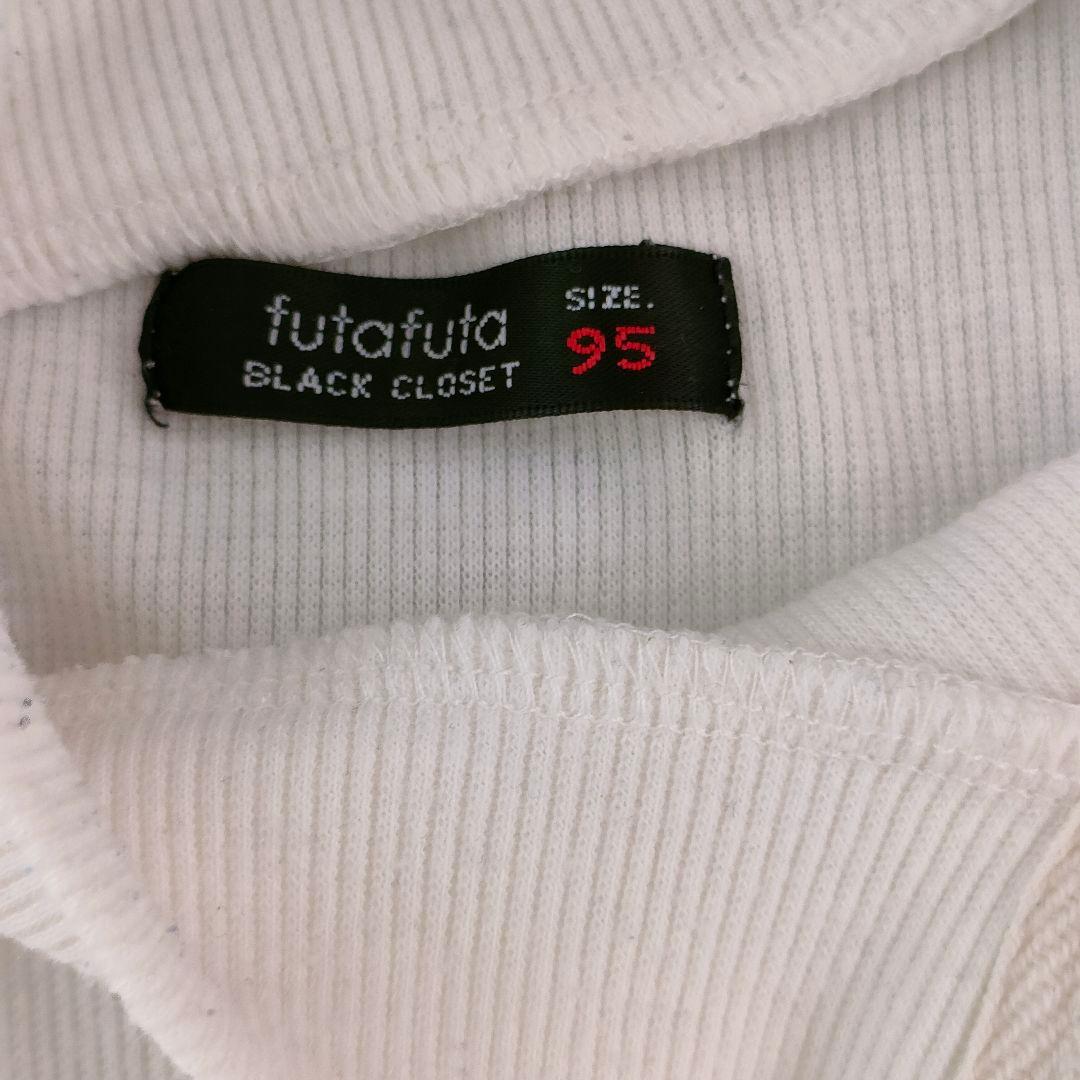 futafuta
BLACK CLOSET
SIZE.
95